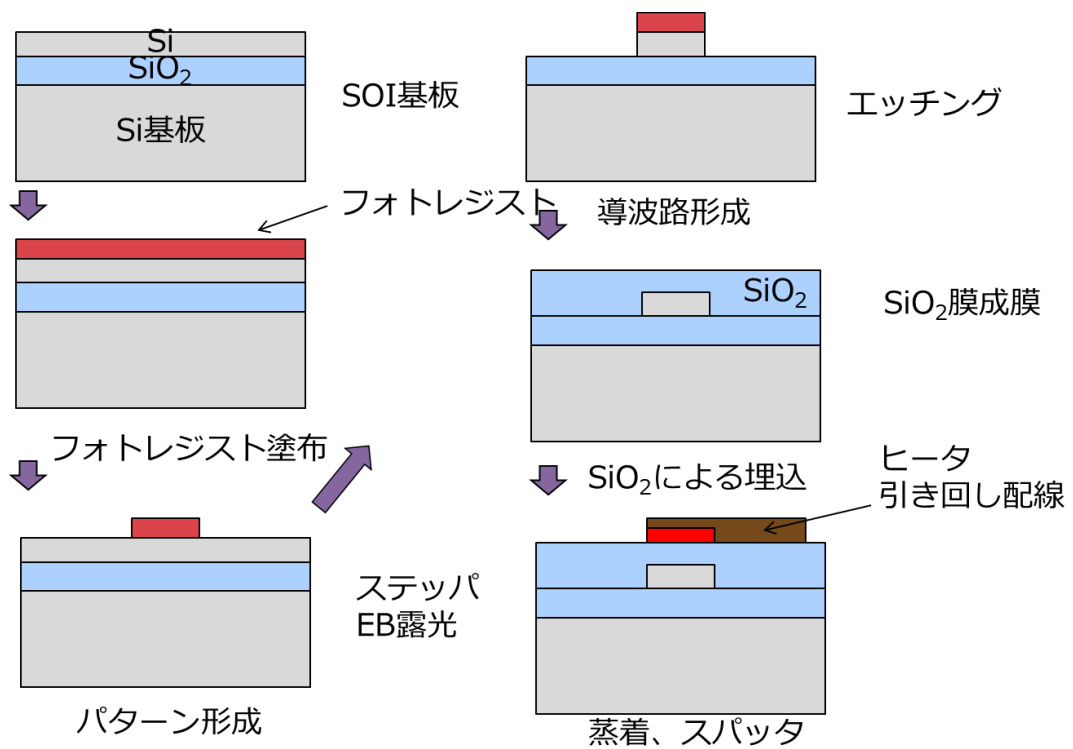 Si
SiO₂
Si基板
SOI基板
フォトレジスト
フォトレジスト塗布
ステッパ
EB露光
パターン形成
エッチング
導波路形成
SiO₂
SiO₂膜成膜
SiO₂による埋込
ヒータ
引き回し配線
蒸着、スパッタ